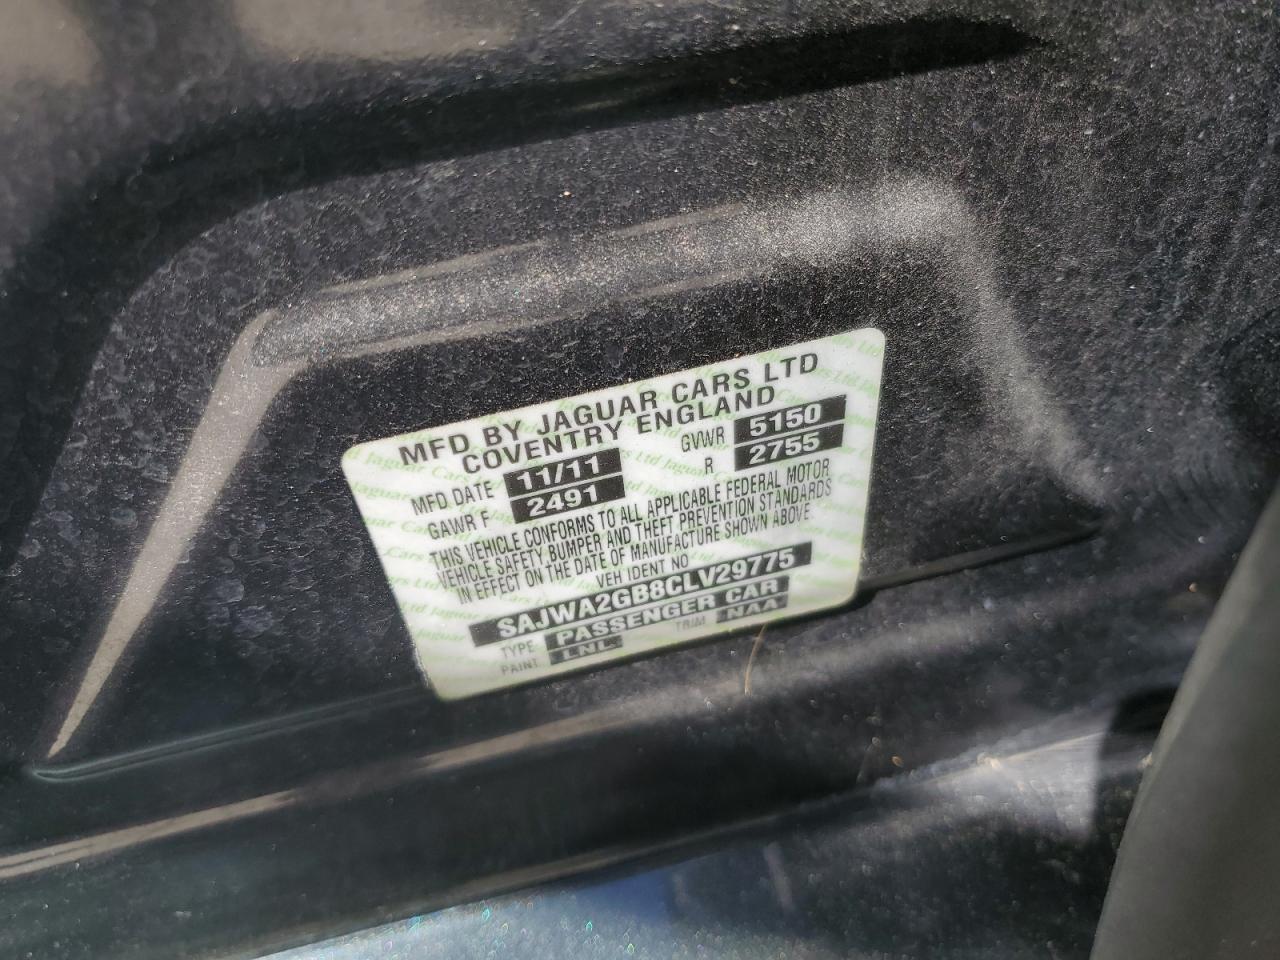 MFD BY JAGUAR CARS LTD
COVENTRY ENGLAND
MFD DATE 11/11 GVWR 5150
GAWR F 2491 R 2755
THIS VEHICLE CONFORMS TO ALL APPLICABLE FEDERAL MOTOR
VEHICLE SAFETY BUMPER AND THEFT PREVENTION STANDARDS
IN EFFECT ON THE DATE OF MANUFACTURE SHOWN ABOVE
VEH IDENT NO
SAJWA2GB8CLV29775
TYPE PASSENGER CAR
PAINT LNL TRIM NAA